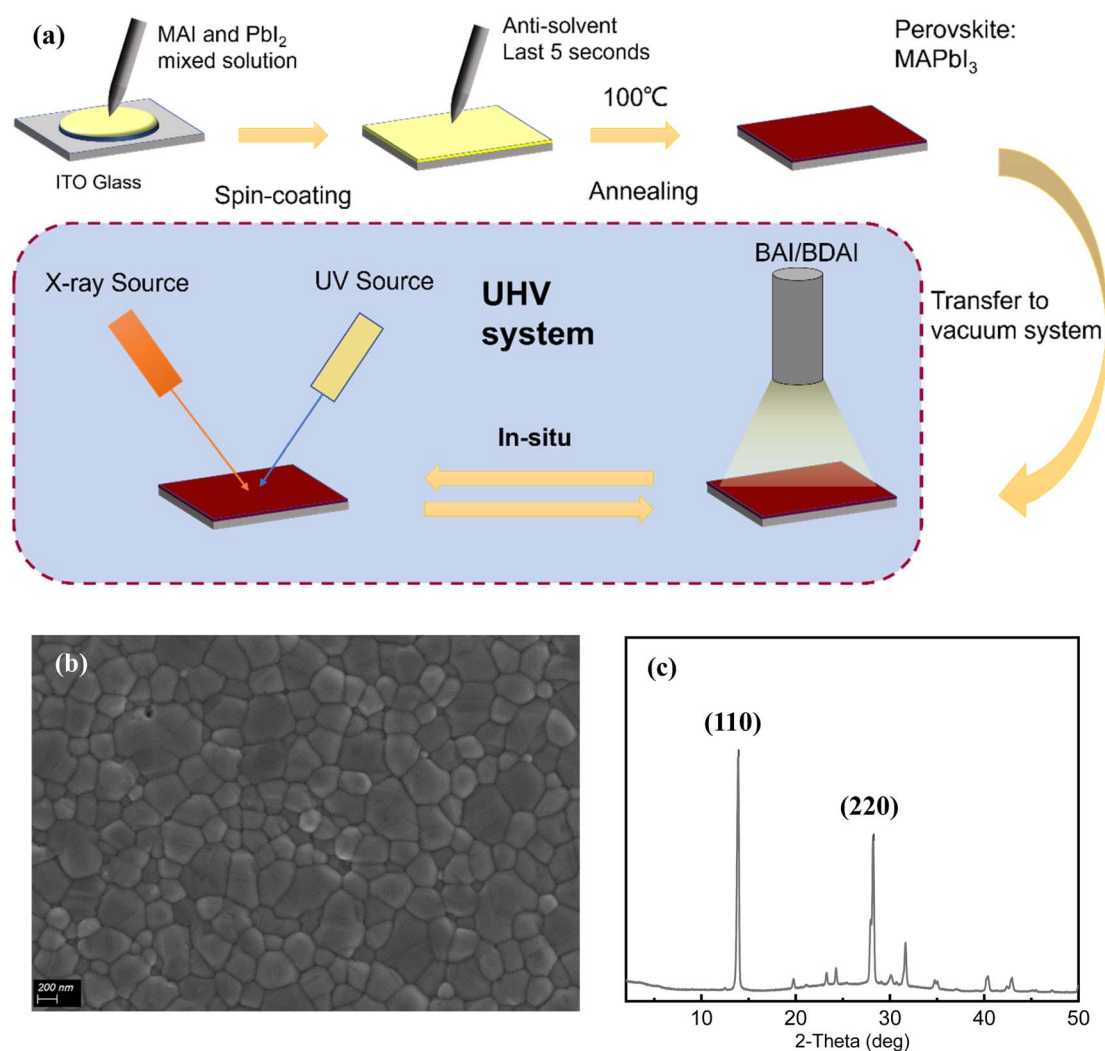 (a)
MAI and PbI₂
mixed solution
Anti-solvent
Last 5 seconds
Perovskite:
MAPbI₃
100℃
ITO Glass
Spin-coating
Annealing
X-ray Source
UV Source
UHV
system
BAI/BDAI
Transfer to
vacuum system
In-situ
(b)
200 nm
(c)
(110)
(220)
10 20 30 40 50
2-Theta (deg)